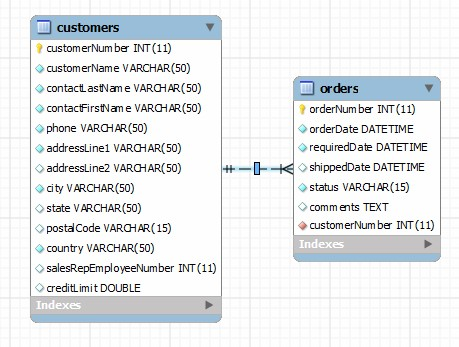 customers
customerNumber INT(11)
customerName VARCHAR(50)
contactLastName VARCHAR(50)
contactFirstName VARCHAR(50)
phone VARCHAR(50)
addressLine1 VARCHAR(50)
addressLine2 VARCHAR(50)
city VARCHAR(50)
state VARCHAR(50)
postalCode VARCHAR(15)
country VARCHAR(50)
salesRepEmployeeNumber INT(11)
creditLimit DOUBLE
Indexes
orders
orderNumber INT(11)
orderDate DATETIME
requiredDate DATETIME
shippedDate DATETIME
status VARCHAR(15)
comments TEXT
customerNumber INT(11)
Indexes